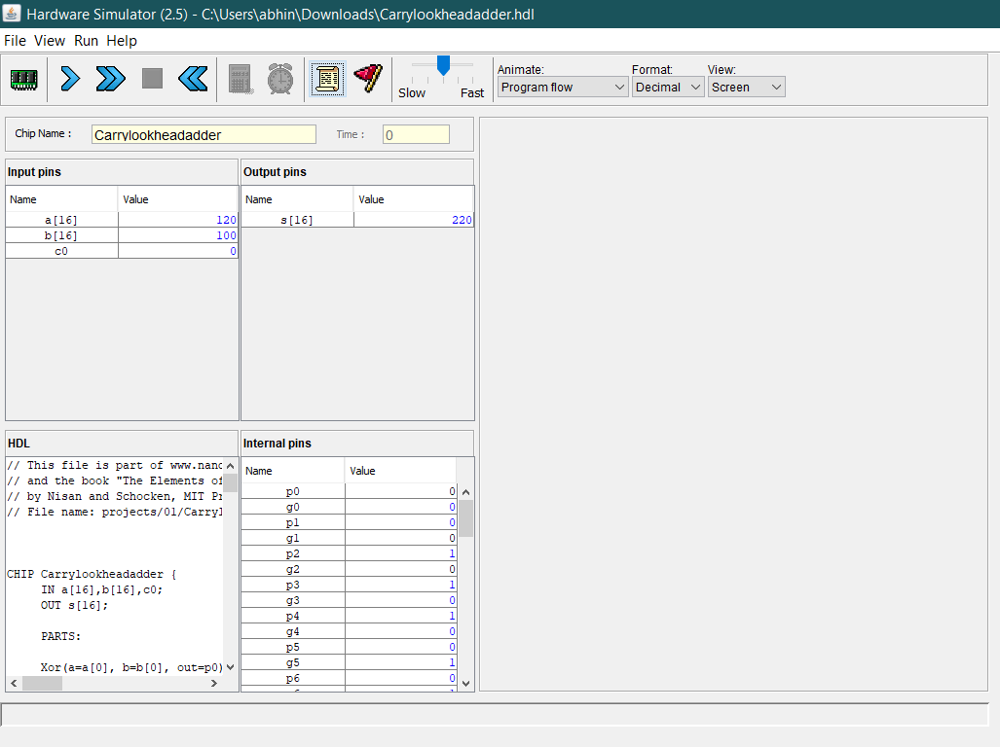 Hardware Simulator (2.5) - C:\Users\abhin\Downloads\Carrylookheadadder.hdl
File View Run Help
Slow Fast
Animate: Format: View:
Program flow Decimal Screen
Chip Name : Carrylookheadadder Time : 0
Input pins
Name Value
a[16] 120
b[16] 100
c0 0
Output pins
Name Value
s[16] 220
HDL
// This file is part of www.nand
// and the book "The Elements of
// by Nisan and Schocken, MIT Pr
// File name: projects/01/Carryl
CHIP Carrylookheadadder {
IN a[16],b[16],c0;
OUT s[16];
PARTS:
Xor(a=a[0], b=b[0], out=p0)
Internal pins
Name Value
p0 0
g0 0
p1 0
g1 0
p2 1
g2 0
p3 1
g3 0
p4 1
g4 0
p5 0
g5 1
p6 0